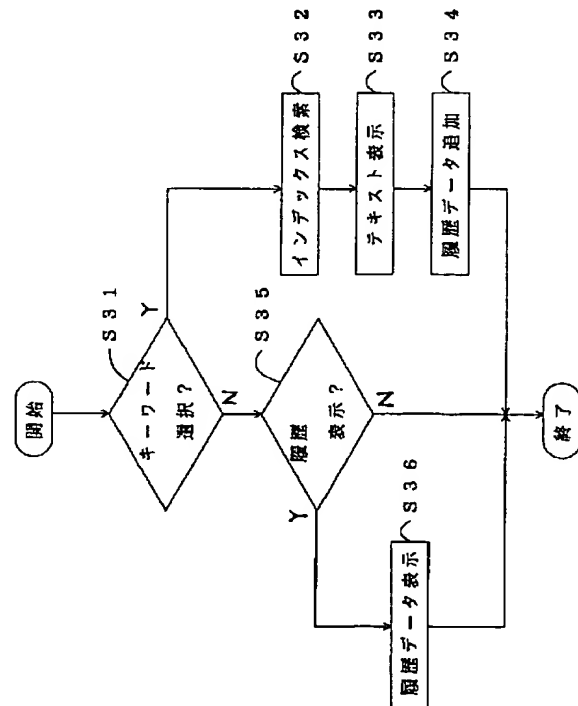 開始
キーワード
選択?
S31
Y
N
インデックス検索
S32
テキスト表示
S33
履歴データ追加
S34
履歴
表示?
S35
Y
N
履歴データ表示
S36
終了